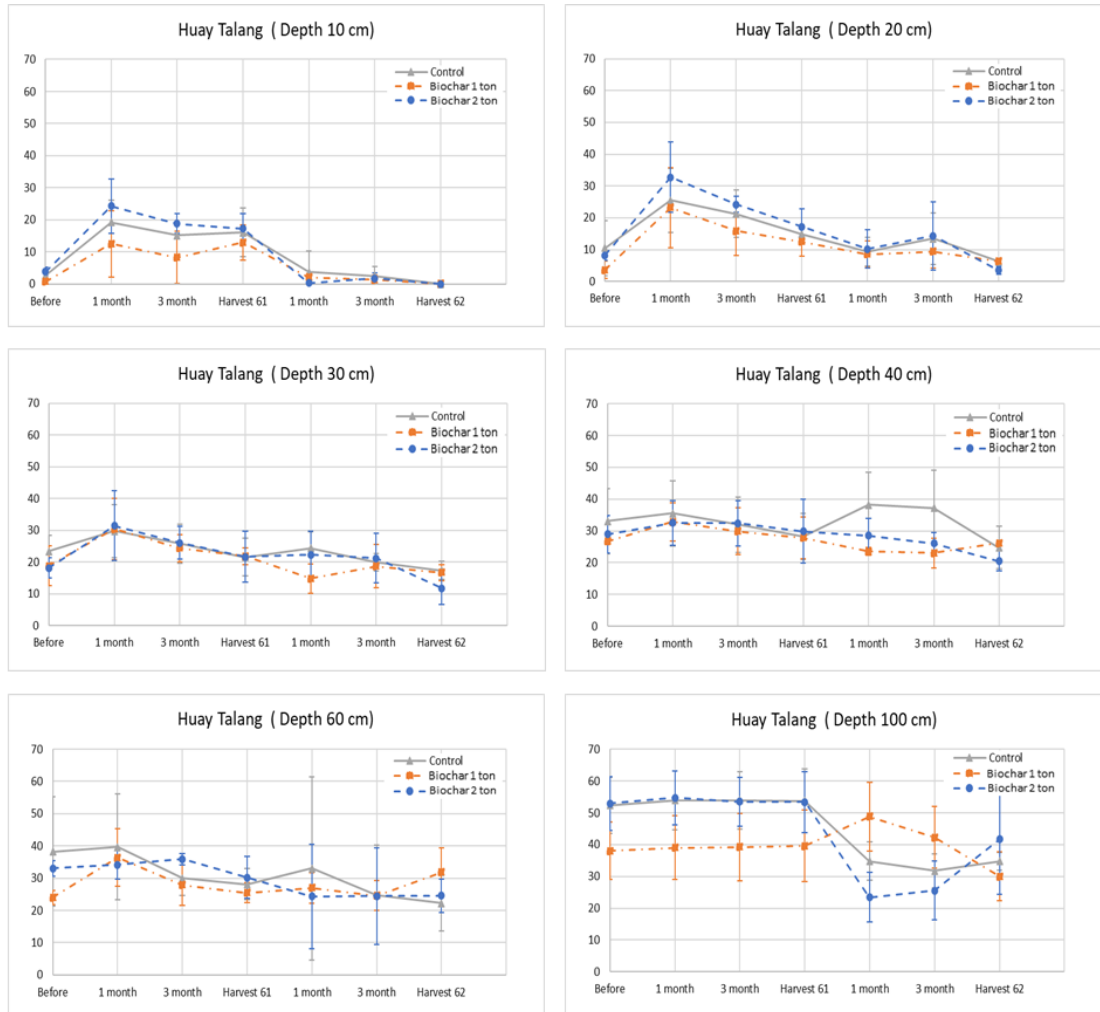 Huay Talang ( Depth 10 cm)
70
60
50
40
30
20
10
0
Control
Biochar 1 ton
Biochar 2 ton
Before 1 month 3 month Harvest 61 1 month 3 month Harvest 62
Huay Talang ( Depth 20 cm)
70
60
50
40
30
20
10
0
Control
Biochar 1 ton
Biochar 2 ton
Before 1 month 3 month Harvest 61 1 month 3 month Harvest 62
Huay Talang ( Depth 30 cm)
70
60
50
40
30
20
10
0
Control
Biochar 1 ton
Biochar 2 ton
Before 1 month 3 month Harvest 61 1 month 3 month Harvest 62
Huay Talang ( Depth 40 cm)
70
60
50
40
30
20
10
0
Control
Biochar 1 ton
Biochar 2 ton
Before 1 month 3 month Harvest 61 1 month 3 month Harvest 62
Huay Talang ( Depth 60 cm)
70
60
50
40
30
20
10
0
Control
Biochar 1 ton
Biochar 2 ton
Before 1 month 3 month Harvest 61 1 month 3 month Harvest 62
Huay Talang ( Depth 100 cm)
70
60
50
40
30
20
10
0
Control
Biochar 1 ton
Biochar 2 ton
Before 1 month 3 month Harvest 61 1 month 3 month Harvest 62